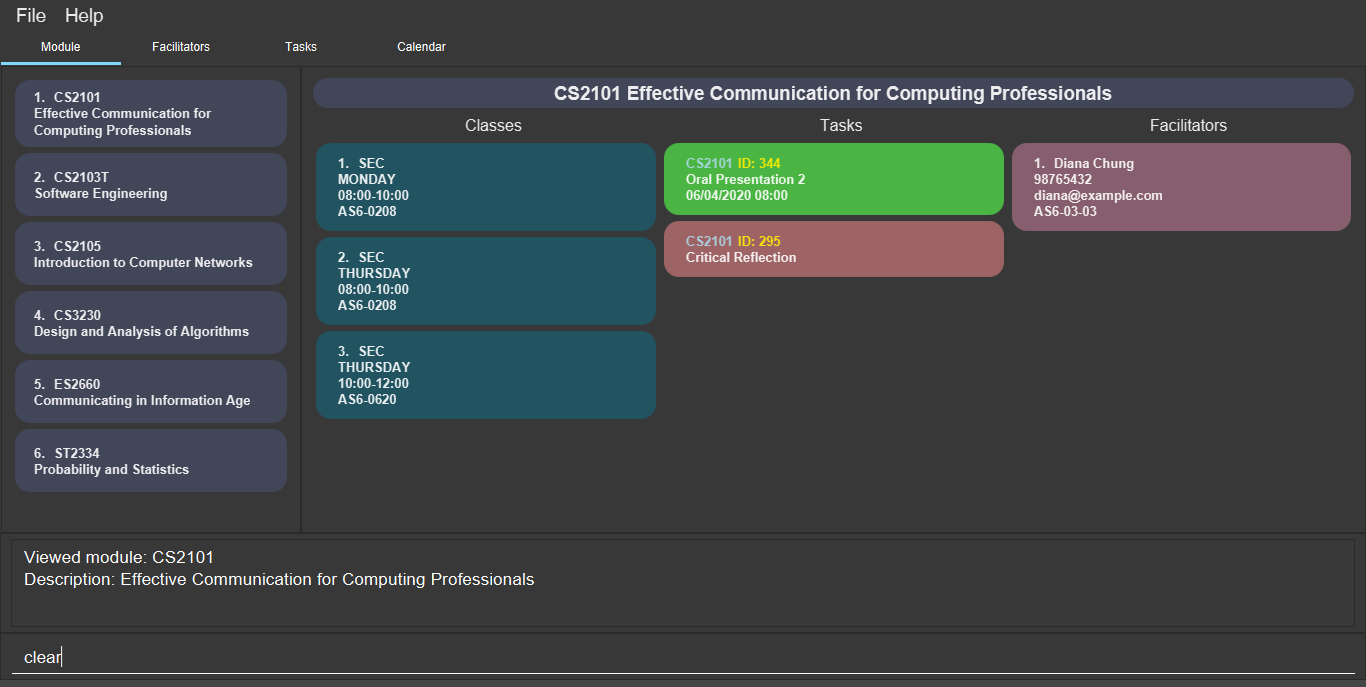 File Help
Module Facilitators Tasks Calendar
1. CS2101
Effective Communication for
Computing Professionals
2. CS2103T
Software Engineering
3. CS2105
Introduction to Computer Networks
4. CS3230
Design and Analysis of Algorithms
5. ES2660
Communicating in Information Age
6. ST2334
Probability and Statistics
CS2101 Effective Communication for Computing Professionals
Classes
1. SEC
MONDAY
08:00-10:00
AS6-0208
2. SEC
THURSDAY
08:00-10:00
AS6-0208
3. SEC
THURSDAY
10:00-12:00
AS6-0620
Tasks
CS2101 ID: 344
Oral Presentation 2
06/04/2020 08:00
CS2101 ID: 295
Critical Reflection
Facilitators
1. Diana Chung
98765432
diana@example.com
AS6-03-03
Viewed module: CS2101
Description: Effective Communication for Computing Professionals
clear